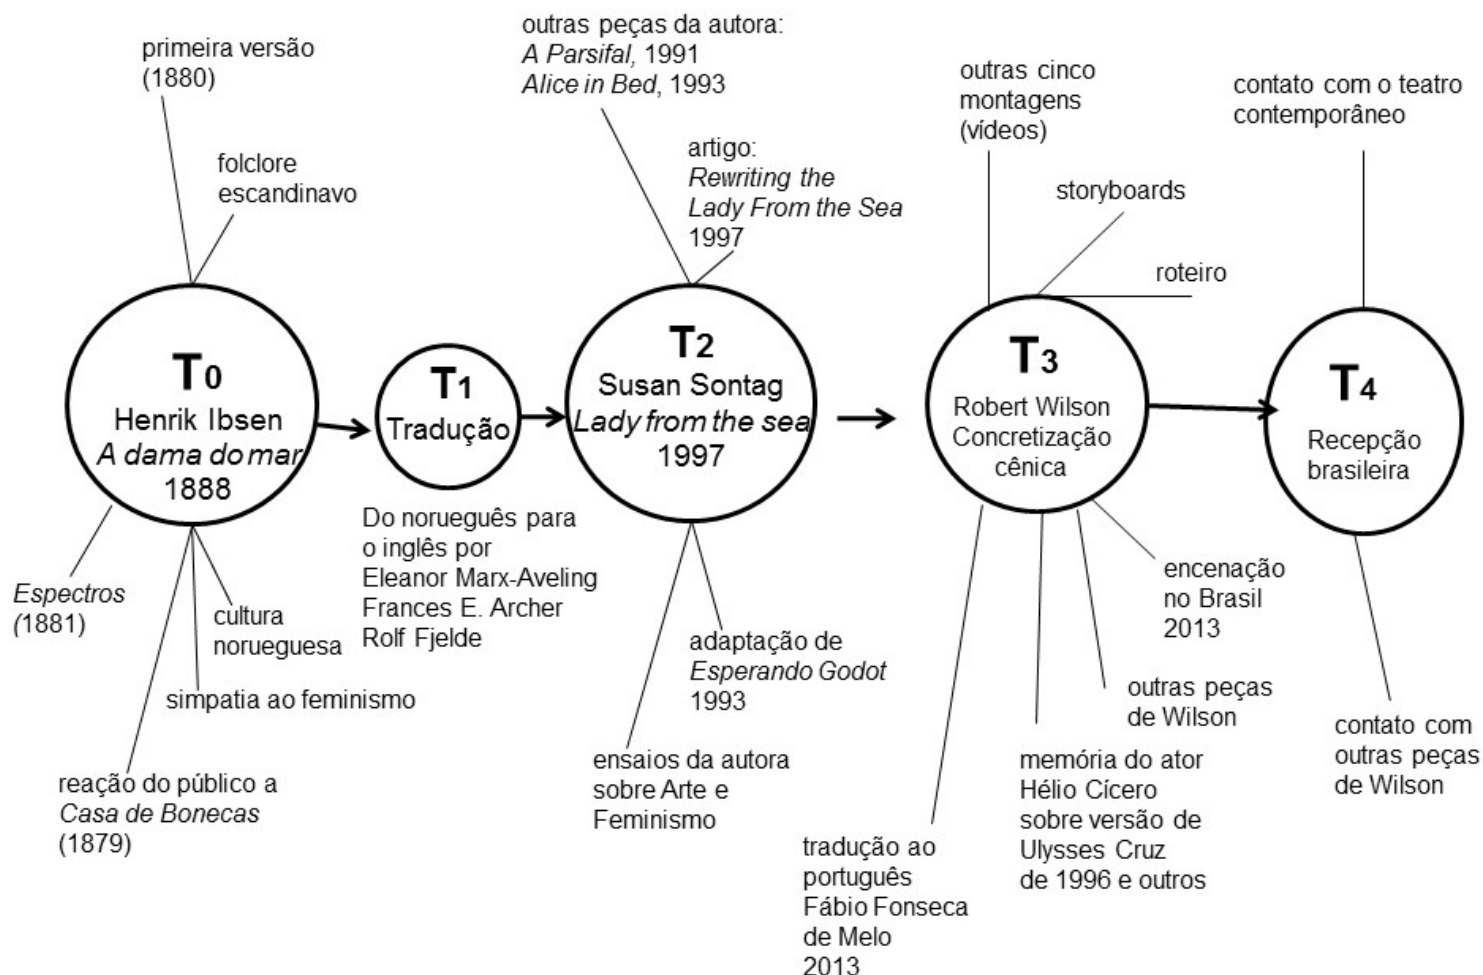 primeira versão
(1880)
folclore
escandinavo
T0
Henrik Ibsen
A dama do mar
1888
Espectros
(1881)
cultura
norueguesa
simpatia ao feminismo
reação do público a
Casa de Bonecas
(1879)
T1
Tradução
Do norueguês para
o inglês por
Eleanor Marx-Aveling
Frances E. Archer
Rolf Fjelde
outras peças da autora:
A Parsifal, 1991
Alice in Bed, 1993
artigo:
Rewriting the
Lady From the Sea
1997
T2
Susan Sontag
Lady from the sea
1997
adaptação de
Esperando Godot
1993
ensaios da autora
sobre Arte e
Feminismo
outras cinco
montagens
(vídeos)
storyboards
roteiro
T3
Robert Wilson
Concretização
cênica
encenação
no Brasil
2013
outras peças
de Wilson
memória do ator
Hélio Cícero
sobre versão de
Ulysses Cruz
de 1996 e outros
tradução ao
português
Fábio Fonseca
de Melo
2013
contato com o teatro
contemporâneo
T4
Recepção
brasileira
contato com
outras peças
de Wilson